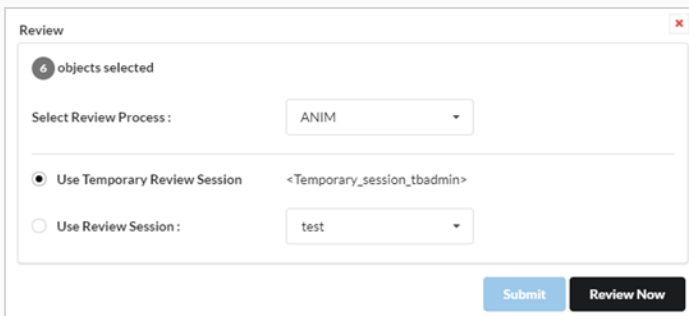 Review
6 objects selected
Select Review Process : ANIM
Use Temporary Review Session <Temporary_session_tbadmin>
Use Review Session : test
Submit Review Now